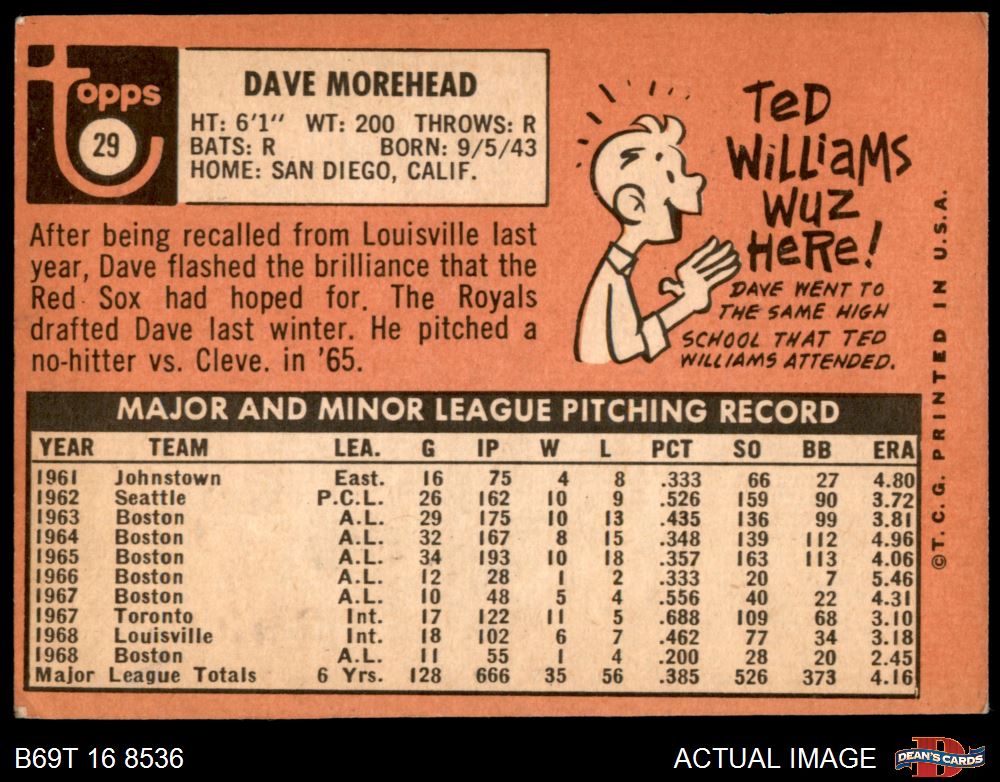 topps
29
DAVE MOREHEAD
HT: 6'1" WT: 200 THROWS: R
BATS: R BORN: 9/5/43
HOME: SAN DIEGO, CALIF.
After being recalled from Louisville last
year, Dave flashed the brilliance that the
Red Sox had hoped for. The Royals
drafted Dave last winter. He pitched a
no-hitter vs. Cleve. in '65.
TeD
WiLLiaMS
WuZ
HeRe!
DAVE WENT TO
THE SAME HIGH
SCHOOL THAT TED
WILLIAMS ATTENDED.
©T.C.G. PRINTED IN U.S.A.
MAJOR AND MINOR LEAGUE PITCHING RECORD
YEAR TEAM LEA. G IP W L PCT SO BB ERA
1961 Johnstown East. 16 75 4 8 .333 66 27 4.80
1962 Seattle P.C.L. 26 162 10 9 .526 159 90 3.72
1963 Boston A.L. 29 175 10 13 .435 136 99 3.81
1964 Boston A.L. 32 167 8 15 .348 139 112 4.96
1965 Boston A.L. 34 193 10 18 .357 163 113 4.06
1966 Boston A.L. 12 28 1 2 .333 20 7 5.46
1967 Boston A.L. 10 48 5 4 .556 40 22 4.31
1967 Toronto Int. 17 122 11 5 .688 109 68 3.10
1968 Louisville Int. 18 102 6 7 .462 77 34 3.18
1968 Boston A.L. 11 55 1 4 .200 28 20 2.45
Major League Totals 6 Yrs. 128 666 35 56 .385 526 373 4.16
B69T 16 8536
ACTUAL IMAGE
D
DEAN'S CARDS